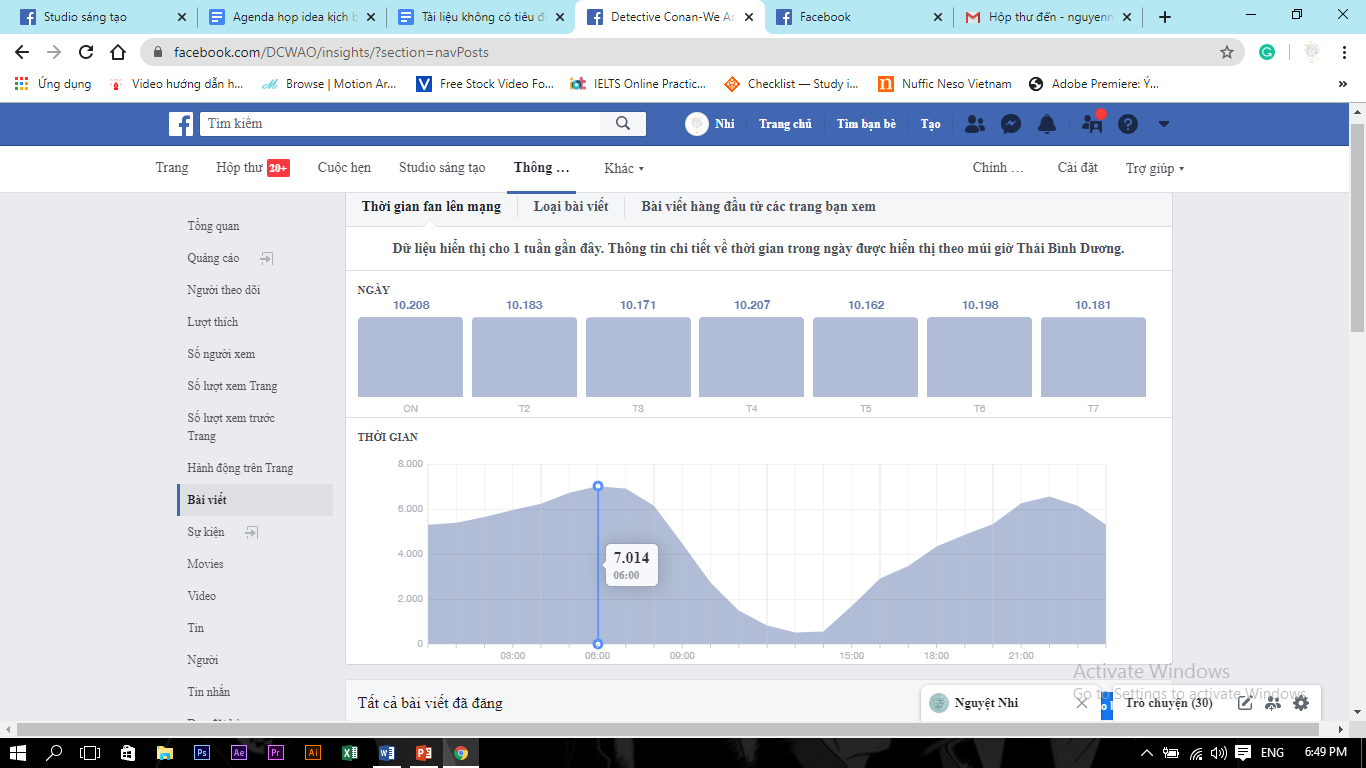 Studio sáng tạo
Agenda họp idea kịch b
Tài liệu không có tiêu đ
Detective Conan-We Ar
Facebook
Hộp thư đến - nguyenn
facebook.com/DCWAO/insights/?section=navPosts
Ứng dụng
Video hướng dẫn h...
Browse | Motion Ar...
Free Stock Video Fo...
IELTS Online Practic...
Checklist — Study i...
Nuffic Neso Vietnam
Adobe Premiere: Ý...
»
Tìm kiếm
Nhi
Trang chủ
Tìm bạn bè
Tạo
Trang
Hộp thư 20+
Cuộc hẹn
Studio sáng tạo
Thông ...
Khác
Chỉnh ...
Cài đặt
Trợ giúp
Tổng quan
Quảng cáo
Người theo dõi
Lượt thích
Số người xem
Số lượt xem Trang
Số lượt xem trước
Trang
Hành động trên Trang
Bài viết
Sự kiện
Movies
Video
Tin
Người
Tin nhắn
Thời gian fan lên mạng
Loại bài viết
Bài viết hàng đầu từ các trang bạn xem
Dữ liệu hiển thị cho 1 tuần gần đây. Thông tin chi tiết về thời gian trong ngày được hiển thị theo múi giờ Thái Bình Dương.
NGÀY
10.208 10.183 10.171 10.207 10.162 10.198 10.181
CN T2 T3 T4 T5 T6 T7
THỜI GIAN
8.000
6.000
4.000
2.000
0
7.014
06:00
03:00 06:00 09:00 15:00 18:00 21:00
Tất cả bài viết đã đăng
Activate Windows
Go to Settings to activate Windows.
Nguyệt Nhi
Trò chuyện (30)
Ps
Ae
Pr
Ai
ENG
6:49 PM